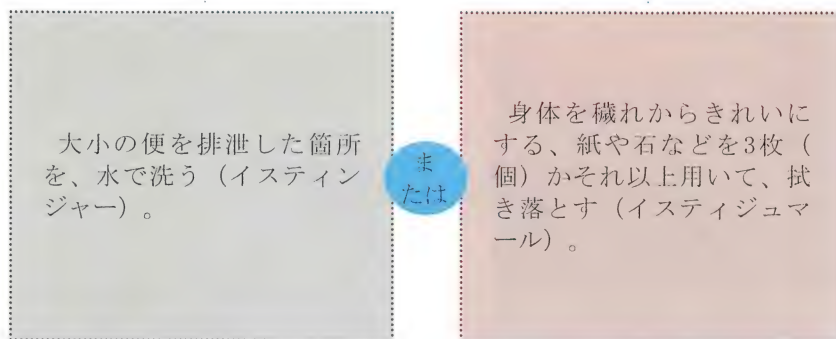 大小の便を排泄した箇所
を、水で洗う（イスティン
ジャー）。
ま
たは
身体を穢れからきれいに
する、紙や石などを3枚（
個）かそれ以上用いて、拭
き落とす（イスティジュマ
ール）。